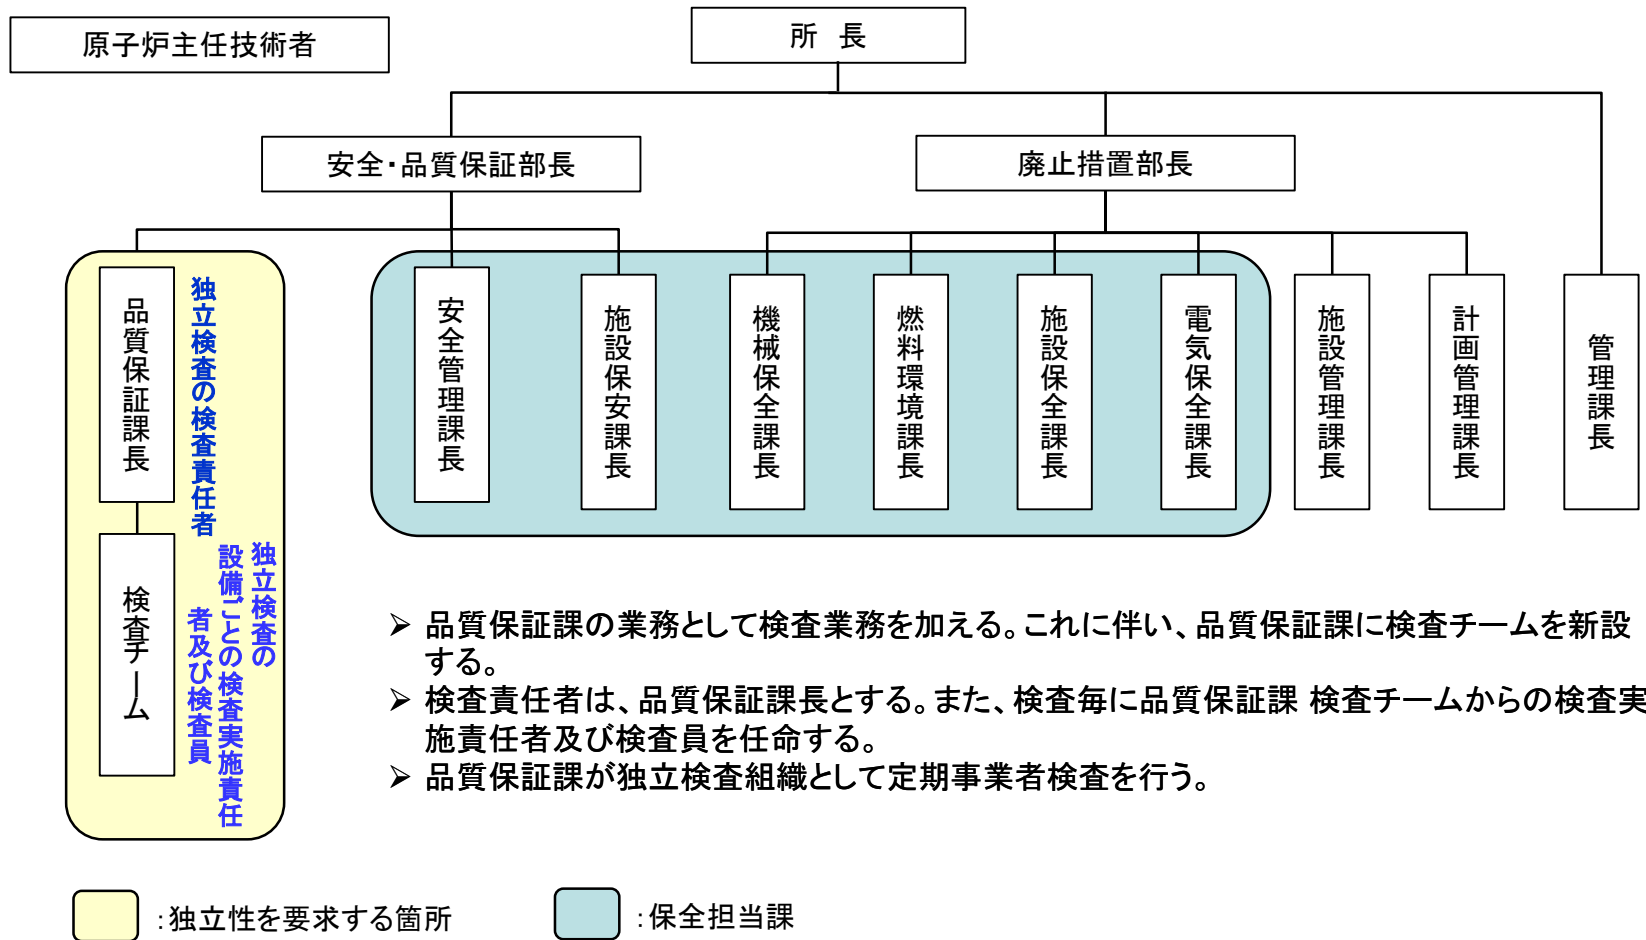 原子炉主任技術者
所 長
安全・品質保証部長
廃止措置部長
品質保証課長
独立検査の検査責任者
検査チーム
独立検査の
設備ごとの検査実施責任
者及び検査員
安全管理課長
施設保安課長
機械保全課長
燃料環境課長
施設保全課長
電気保全課長
施設管理課長
計画管理課長
管理課長
➢ 品質保証課の業務として検査業務を加える。これに伴い、品質保証課に検査チームを新設
する。
➢ 検査責任者は、品質保証課長とする。また、検査毎に品質保証課 検査チームからの検査実
施責任者及び検査員を任命する。
➢ 品質保証課が独立検査組織として定期事業者検査を行う。
:独立性を要求する箇所
:保全担当課